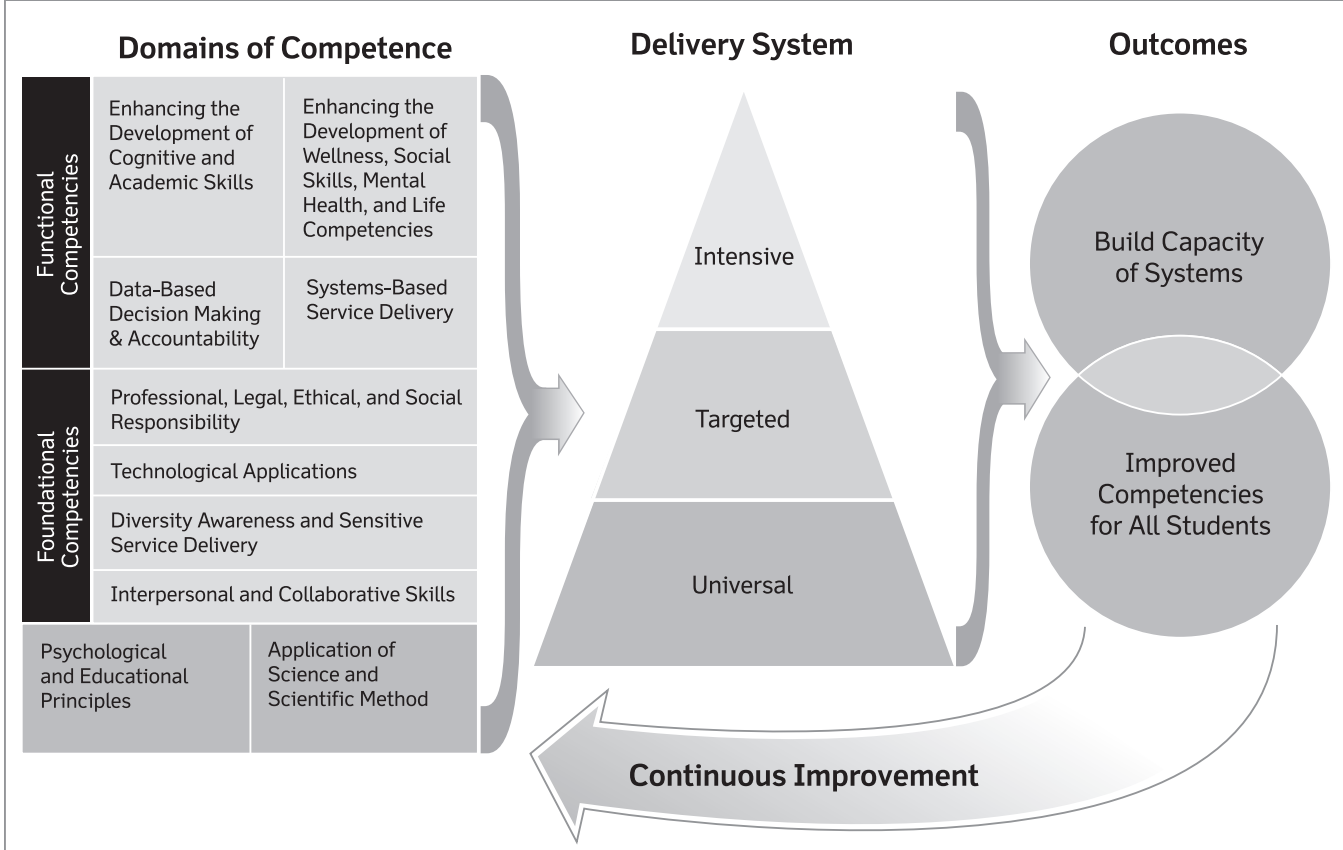 Domains of Competence
Delivery System
Outcomes
Functional
Competencies
Enhancing the
Development of
Cognitive and
Academic Skills
Enhancing the
Development of
Wellness, Social
Skills, Mental
Health, and Life
Competencies
Data-Based
Decision Making
& Accountability
Systems-Based
Service Delivery
Foundational
Competencies
Professional, Legal, Ethical, and Social
Responsibility
Technological Applications
Diversity Awareness and Sensitive
Service Delivery
Interpersonal and Collaborative Skills
Psychological
and Educational
Principles
Application of
Science and
Scientific Method
Intensive
Targeted
Universal
Build Capacity
of Systems
Improved
Competencies
for All Students
Continuous Improvement